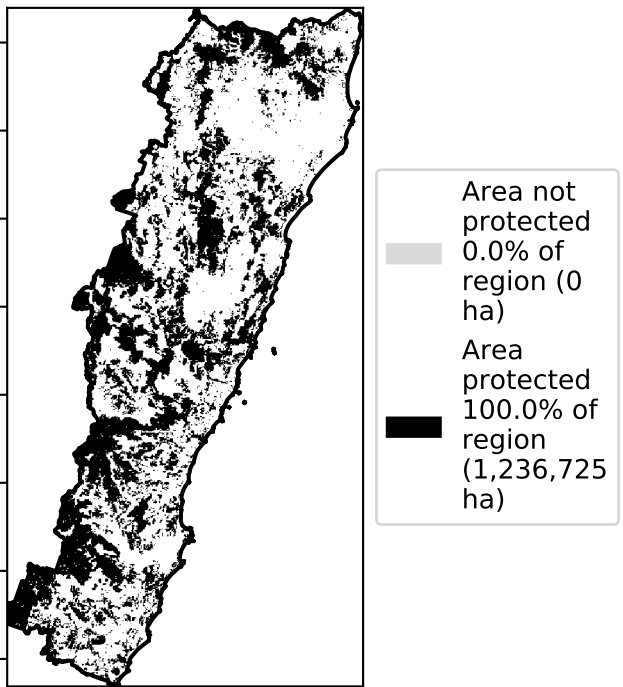 Area not
protected
0.0% of
region (0
ha)
Area
protected
100.0% of
region
(1,236,725
ha)